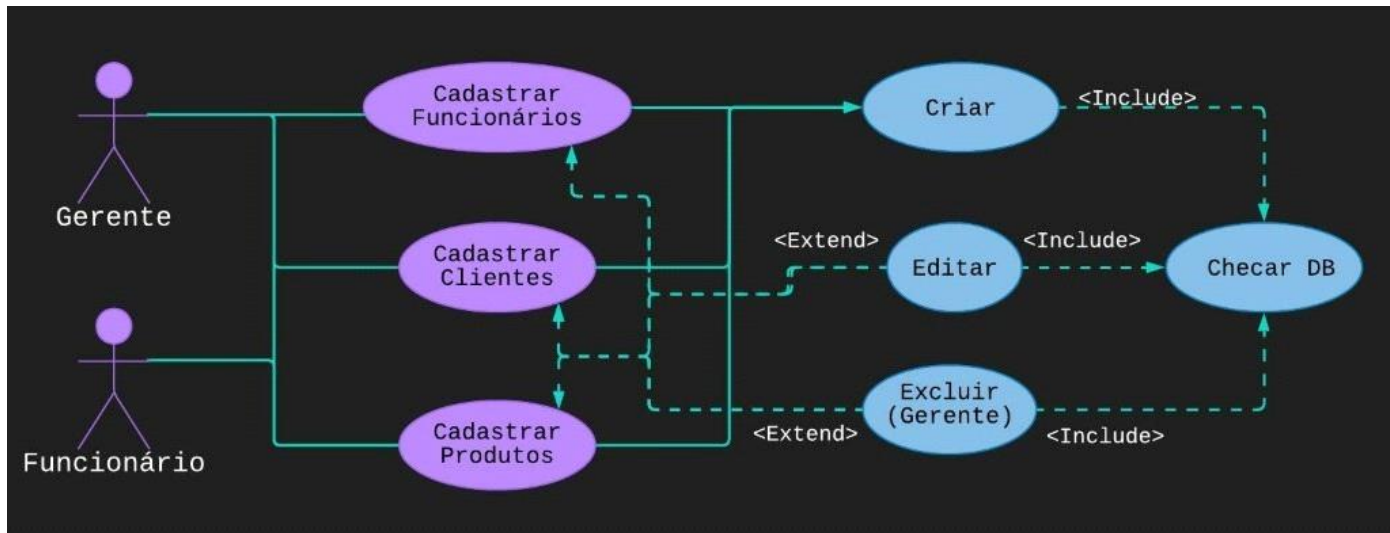 Cadastrar
Funcionários
Criar
<Include>
Gerente
Cadastrar
Clientes
<Extend>
Editar
<Include>
Checar DB
Funcionário
Cadastrar
Produtos
<Extend>
Excluir
(Gerente)
<Include>